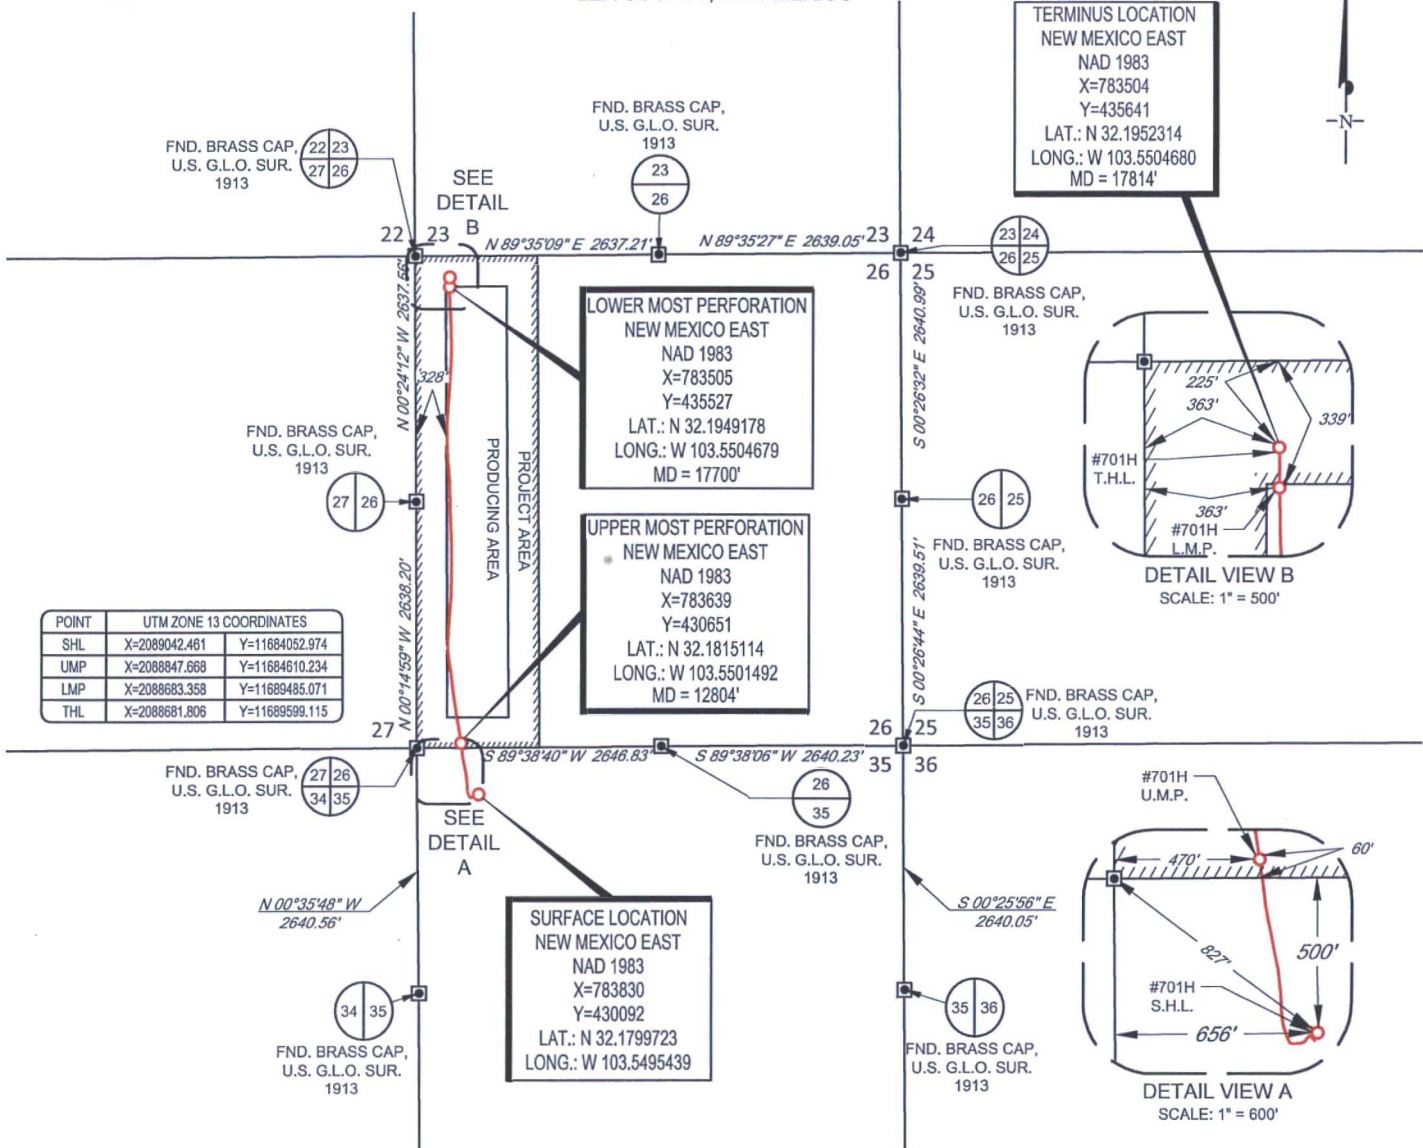 TERMINUS LOCATION
NEW MEXICO EAST
NAD 1983
X=783504
Y=435641
LAT.: N 32.1952314
LONG.: W 103.5504680
MD = 17814'
-N-
FND. BRASS CAP,
U.S. G.L.O. SUR.
1913
22 23
27 26
FND. BRASS CAP,
U.S. G.L.O. SUR.
1913
23
26
SEE
DETAIL
B
22 23
N 89°35'09" E 2637.21'
N 89°35'27" E 2639.05'
23 24
26 25
23 24
26 25
FND. BRASS CAP,
U.S. G.L.O. SUR.
1913
N 00°24'12" W 2637.56'
328'
S 00°26'32" E 2640.99'
LOWER MOST PERFORATION
NEW MEXICO EAST
NAD 1983
X=783505
Y=435527
LAT.: N 32.1949178
LONG.: W 103.5504679
MD = 17700'
225'
363'
339'
#701H
T.H.L.
363'
#701H
L.M.P.
DETAIL VIEW B
SCALE: 1" = 500'
FND. BRASS CAP,
U.S. G.L.O. SUR.
1913
27 26
PRODUCING AREA
PROJECT AREA
26 25
FND. BRASS CAP,
U.S. G.L.O. SUR.
1913
UPPER MOST PERFORATION
NEW MEXICO EAST
NAD 1983
X=783639
Y=430651
LAT.: N 32.1815114
LONG.: W 103.5501492
MD = 12804'
N 00°14'59" W 2638.20'
S 00°26'44" E 2639.51'
POINT UTM ZONE 13 COORDINATES
SHL X=2089042.461 Y=11684052.974
UMP X=2088847.668 Y=11684610.234
LMP X=2088683.358 Y=11689485.071
THL X=2088681.806 Y=11689599.115
27
S 89°38'40" W 2646.83'
S 89°38'06" W 2640.23'
26 25
35 36
26 25
35 36
FND. BRASS CAP,
U.S. G.L.O. SUR.
1913
FND. BRASS CAP,
U.S. G.L.O. SUR.
1913
27 26
34 35
SEE
DETAIL
A
26
35
FND. BRASS CAP,
U.S. G.L.O. SUR.
1913
#701H
U.M.P.
470'
60'
827'
500'
#701H
S.H.L.
656'
DETAIL VIEW A
SCALE: 1" = 600'
N 00°35'48" W
2640.56'
S 00°25'56" E
2640.05'
SURFACE LOCATION
NEW MEXICO EAST
NAD 1983
X=783830
Y=430092
LAT.: N 32.1799723
LONG.: W 103.5495439
34 35
FND. BRASS CAP,
U.S. G.L.O. SUR.
1913
35 36
FND. BRASS CAP,
U.S. G.L.O. SUR.
1913